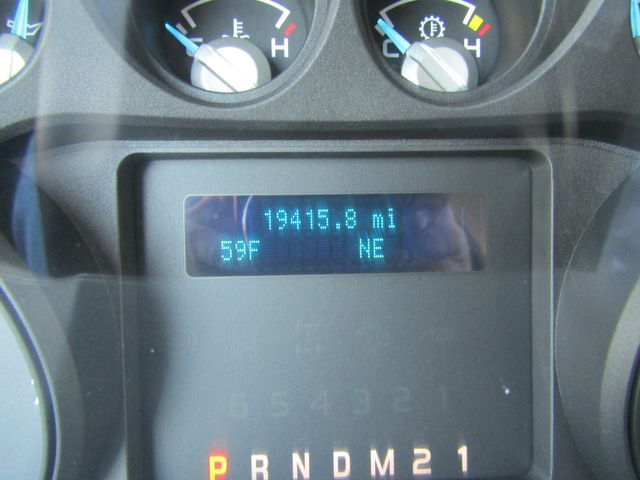 C H C H
19415.8 mi
59F NE
6 5 4 3 2 1
P R N D M 2 1